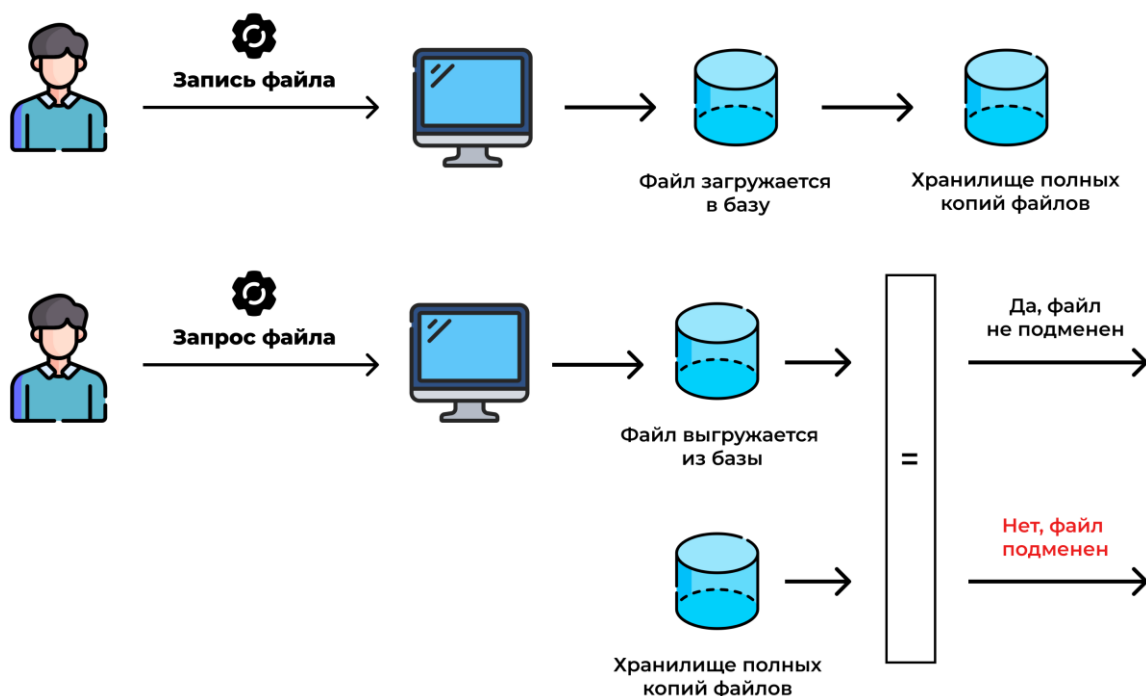 Запись файла
Файл загружается
в базу
Хранилище полных
копий файлов
Запрос файла
Файл выгружается
из базы
=
Да, файл
не подменен
Нет, файл
подменен
Хранилище полных
копий файлов